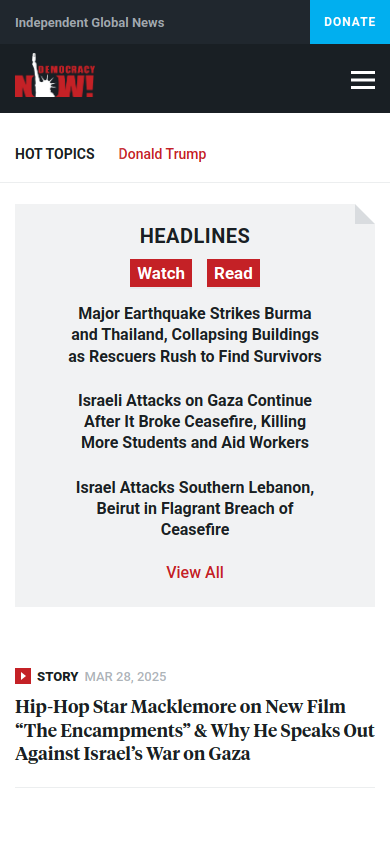 Independent Global News
DONATE
DEMOCRACY
NOW!
HOT TOPICS
Donald Trump
HEADLINES
Watch
Read
Major Earthquake Strikes Burma
and Thailand, Collapsing Buildings
as Rescuers Rush to Find Survivors
Israeli Attacks on Gaza Continue
After It Broke Ceasefire, Killing
More Students and Aid Workers
Israel Attacks Southern Lebanon,
Beirut in Flagrant Breach of
Ceasefire
View All
STORY MAR 28, 2025
Hip-Hop Star Macklemore on New Film
“The Encampments” & Why He Speaks Out
Against Israel’s War on Gaza